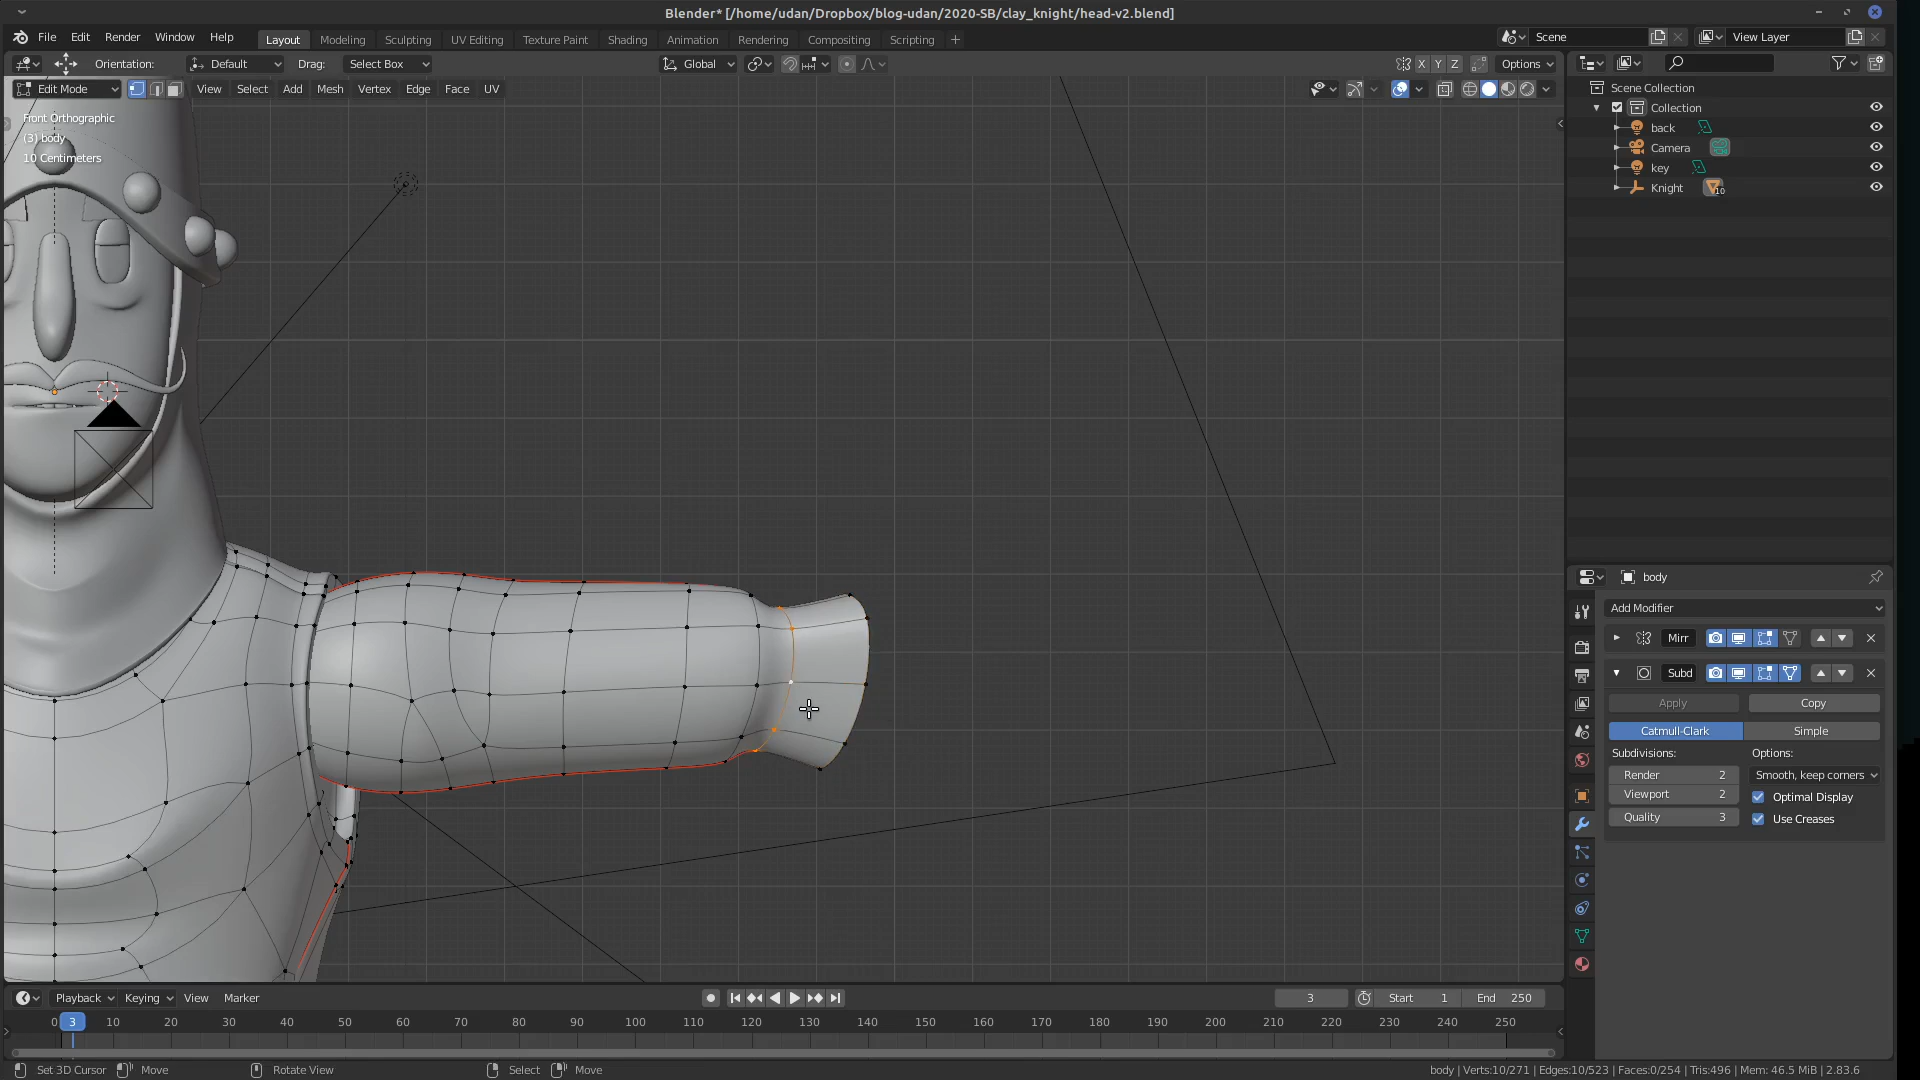 Blender* [/home/udan/Dropbox/blog-udan/2020-SB/clay_knight/head-v2.blend]
File Edit Render Window Help Layout Modeling Sculpting UV Editing Texture Paint Shading Animation Rendering Compositing Scripting Scene View Layer
Orientation: Default Drag: Select Box Global X Y Z Options
Edit Mode View Select Add Mesh Vertex Edge Face UV
Front Orthographic
(3) body
10 Centimeters
Scene Collection
Collection
back
Camera
key
Knight 10
body
Add Modifier
Mirr
Subd
Apply Copy
Catmull-Clark Simple
Subdivisions: Options:
Render 2 Smooth, keep corners
Viewport 2 Optimal Display
Quality 3 Use Creases
Playback Keying View Marker 3 Start 1 End 250
0 3 10 20 30 40 50 60 70 80 90 100 110 120 130 140 150 160 170 180 190 200 210 220 230 240 250
Set 3D Cursor Move Rotate View Select Move body | Verts:10/271 | Edges:10/523 | Faces:0/254 | Tris:496 | Mem: 46.5 MiB | 2.83.6